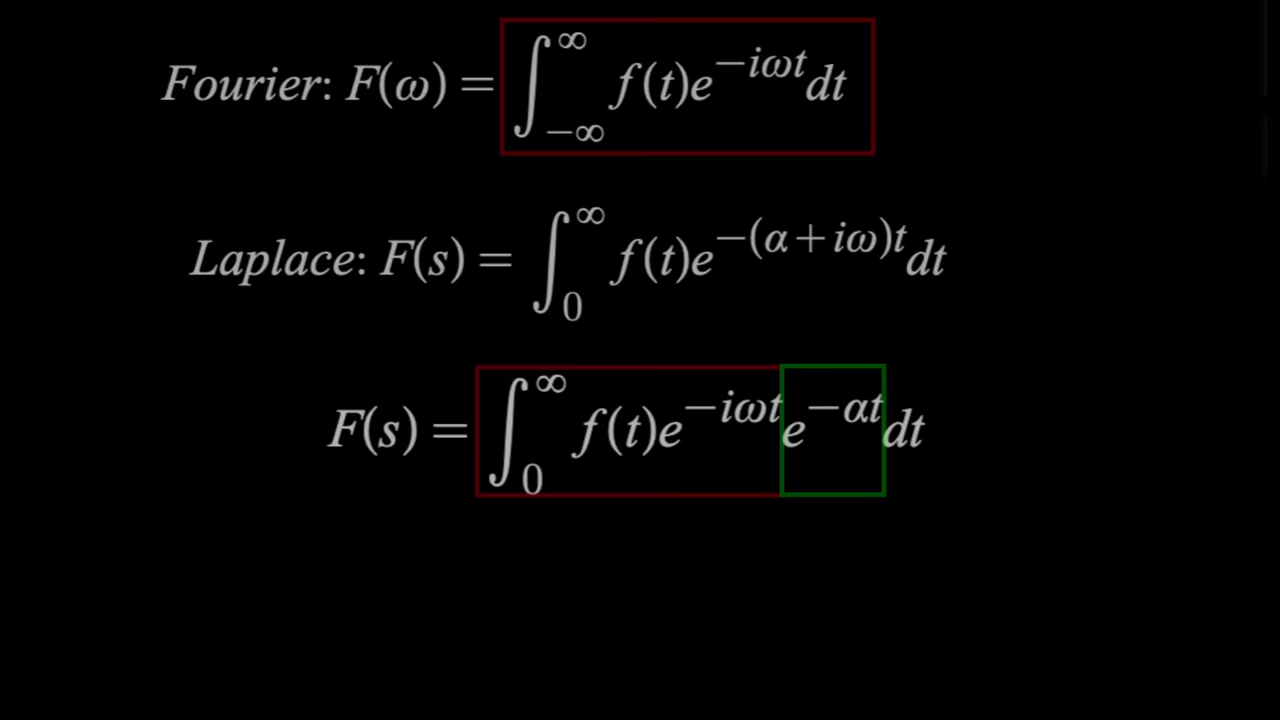 Fourier: F(ω) = ∫_{−∞}^{∞} f(t)e^{−iωt}dt
Laplace: F(s) = ∫_{0}^{∞} f(t)e^{−(α+iω)t}dt
F(s) = ∫_{0}^{∞} f(t)e^{−iωt}e^{−αt}dt